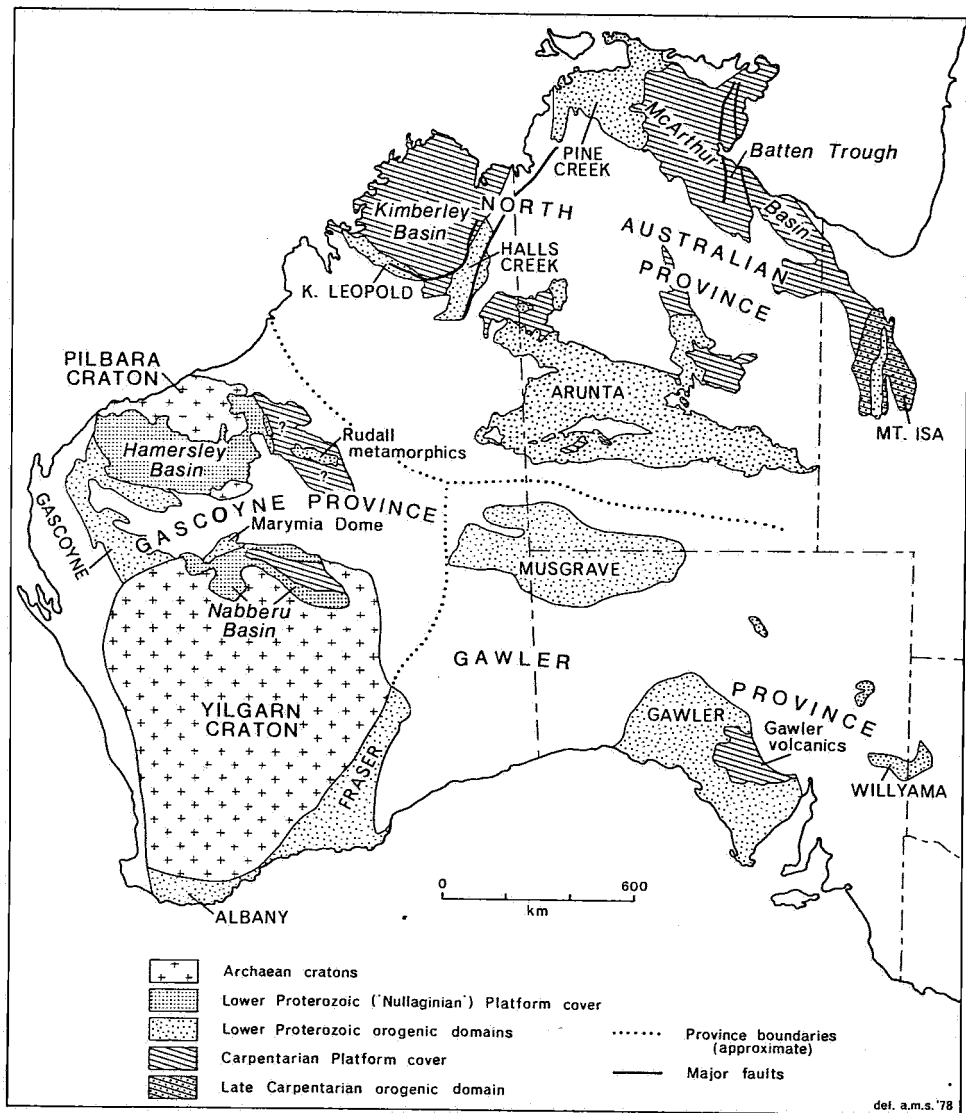 PINE
CREEK
McArthur
Basin
Batten Trough
Kimberley
Basin
NORTH
AUSTRALIAN
PROVINCE
HALLS
CREEK
K. LEOPOLD
PILBARA
CRATON
ARUNTA
MT. ISA
?
Rudall
metamorphics
?
Hamersley
Basin
GASCOYNE PROVINCE
GASCOYNE
Marymia Dome
MUSGRAVE
Nabberu
Basin
GAWLER
PROVINCE
YILGARN
CRATON
GAWLER
Gawler
volcanics
FRASER
WILLYAMA
0 600
km
ALBANY
Archaean cratons
Lower Proterozoic ('Nullaginian') Platform cover
Lower Proterozoic orogenic domains
Carpentarian Platform cover
Late Carpentarian orogenic domain
Province boundaries
(approximate)
Major faults
del. a.m.s. '78